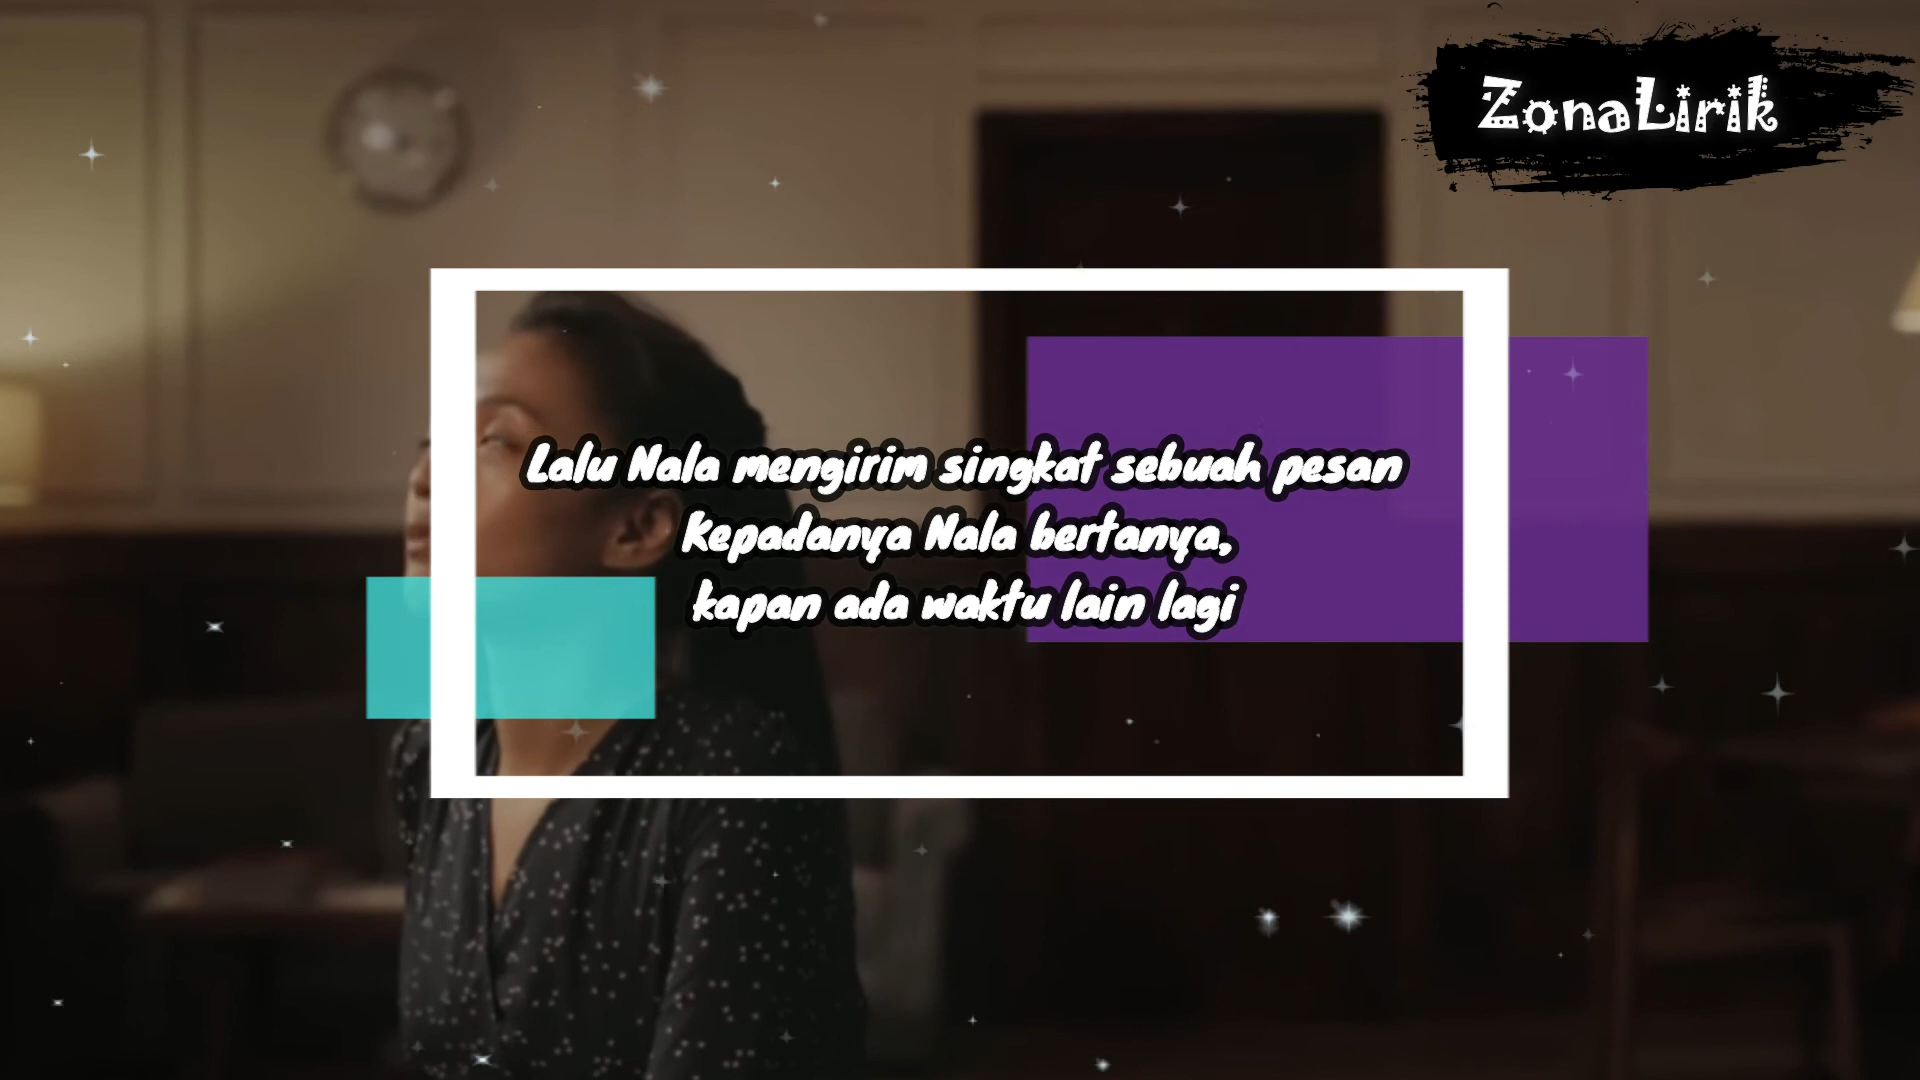 ZonaLirik
Lalu Nala mengirim singkat sebuah pesan
Kepadanya Nala bertanya,
kapan ada waktu lain lagi